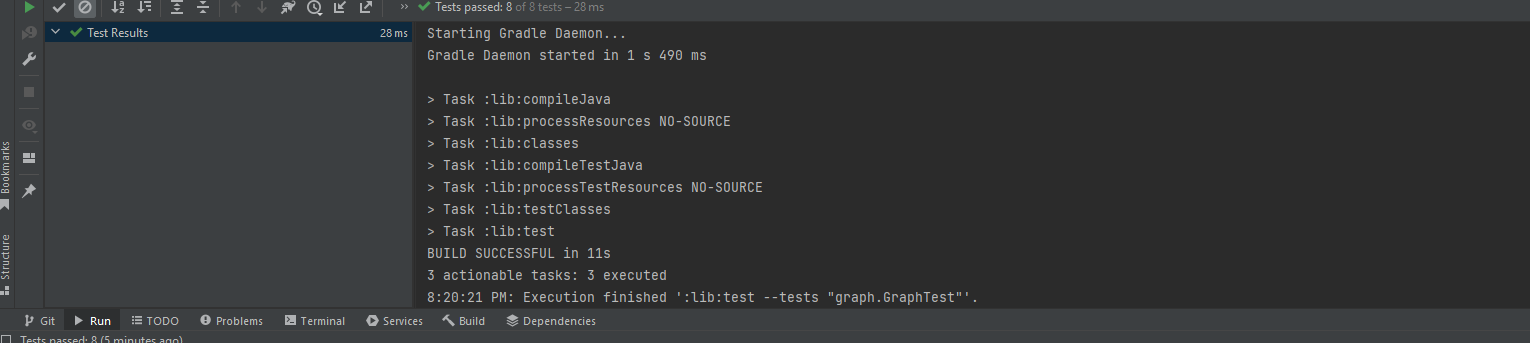 Tests passed: 8 of 8 tests – 28 ms
Test Results 28 ms
Starting Gradle Daemon...
Gradle Daemon started in 1 s 490 ms
> Task :lib:compileJava
> Task :lib:processResources NO-SOURCE
> Task :lib:classes
> Task :lib:compileTestJava
> Task :lib:processTestResources NO-SOURCE
> Task :lib:testClasses
> Task :lib:test
BUILD SUCCESSFUL in 11s
3 actionable tasks: 3 executed
8:20:21 PM: Execution finished ':lib:test --tests "graph.GraphTest"'.
Bookmarks
Structure
Git Run TODO Problems Terminal Services Build Dependencies
Tests passed: 8 (5 minutes ago)